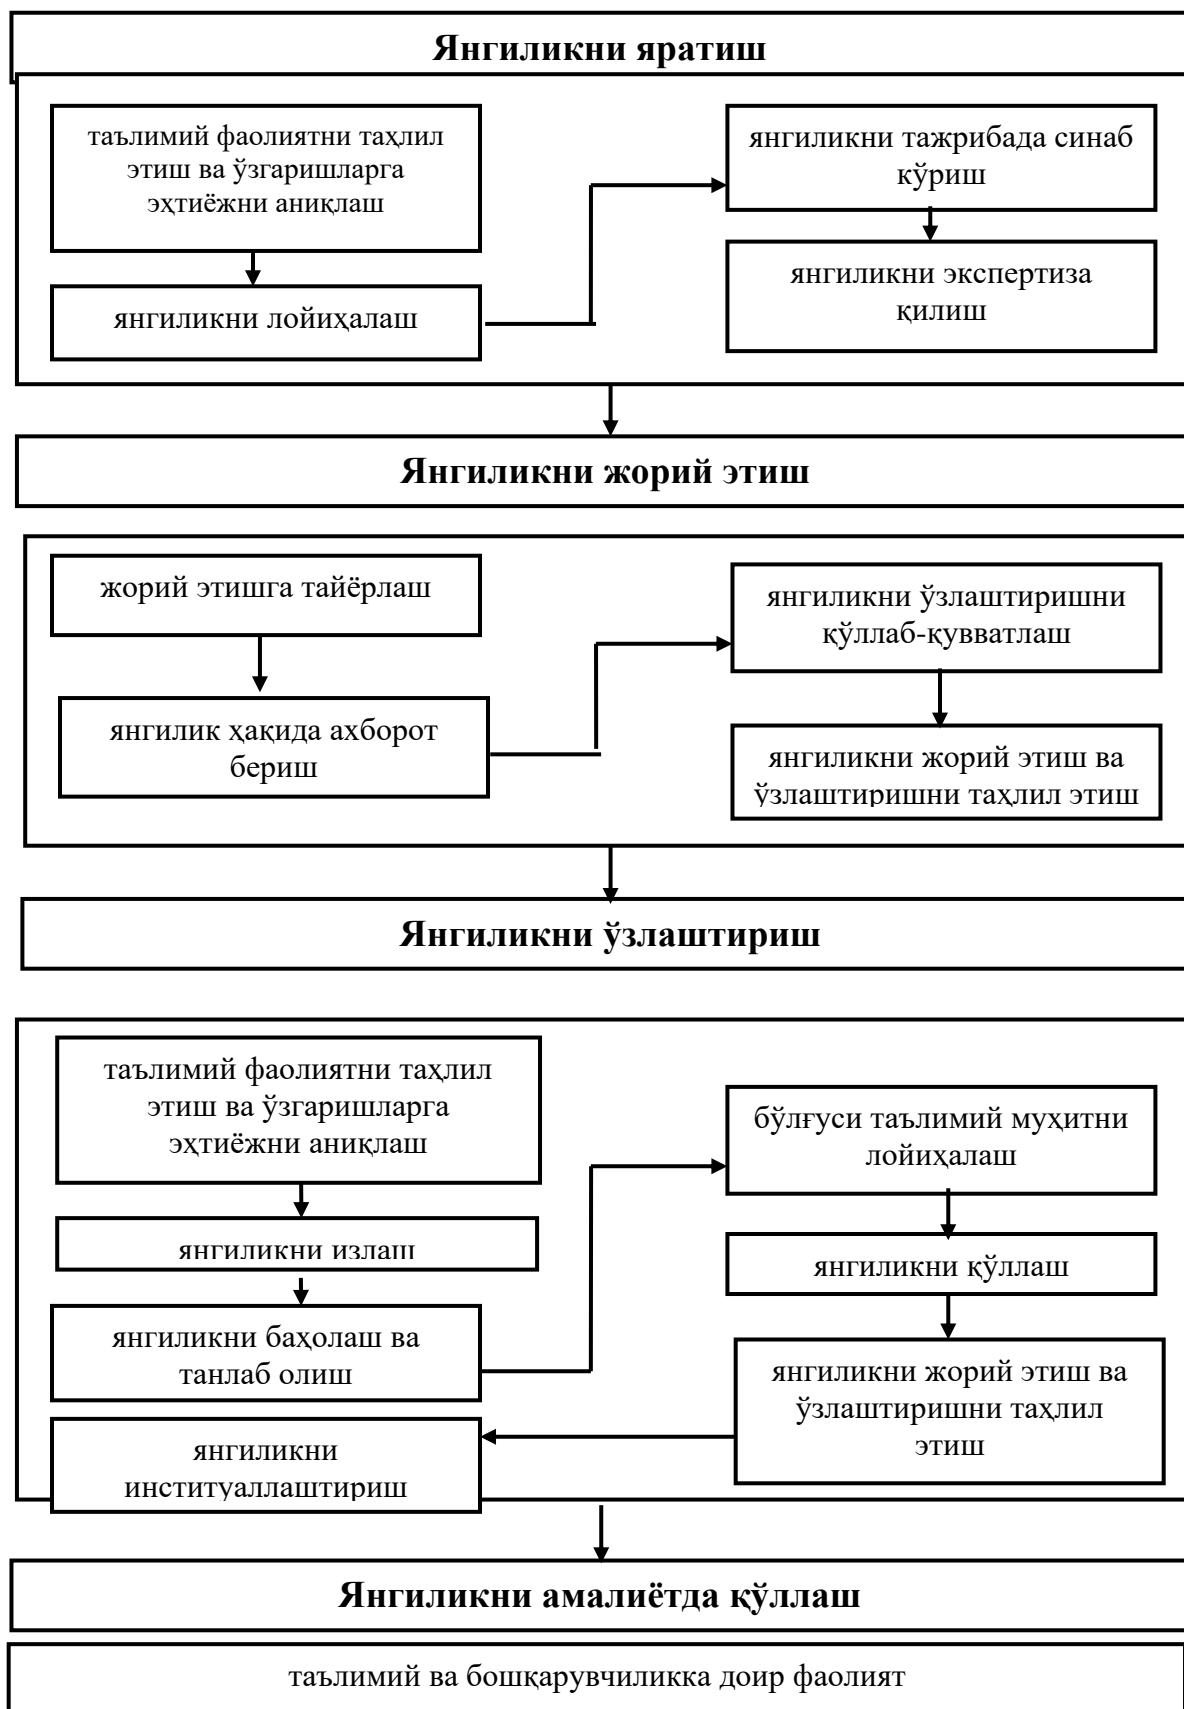 Янгиликни яратиш
таълимий фаолиятни таҳлил
этиш ва ўзгаришларга
эҳтиёжни аниқлаш
янгиликни лойиҳалаш
янгиликни тажрибада синаб
кўриш
янгиликни экспертиза
қилиш
Янгиликни жорий этиш
жорий этишга тайёрлаш
янгилик ҳақида ахборот
бериш
янгиликни ўзлаштиришни
қўллаб-қувватлаш
янгиликни жорий этиш ва
ўзлаштиришни таҳлил этиш
Янгиликни ўзлаштириш
таълимий фаолиятни таҳлил
этиш ва ўзгаришларга
эҳтиёжни аниқлаш
янгиликни излаш
янгиликни баҳолаш ва
танлаб олиш
бўлғуси таълимий муҳитни
лойиҳалаш
янгиликни қўллаш
янгиликни жорий этиш ва
ўзлаштиришни таҳлил
этиш
янгиликни
институаллаштириш
Янгиликни амалиётда қўллаш
таълимий ва бошқарувчиликка доир фаолият